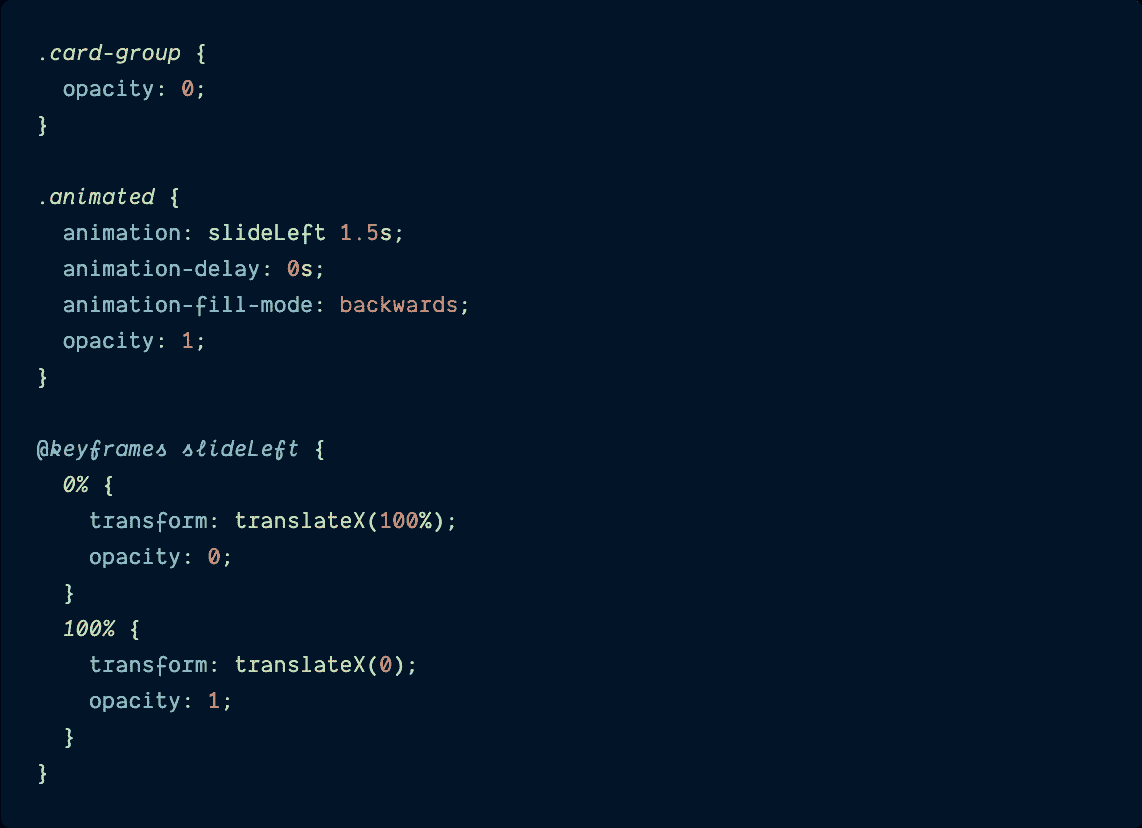 .card-group {
  opacity: 0;
}

.animated {
  animation: slideLeft 1.5s;
  animation-delay: 0s;
  animation-fill-mode: backwards;
  opacity: 1;
}

@keyframes slideLeft {
  0% {
    transform: translateX(100%);
    opacity: 0;
  }
  100% {
    transform: translateX(0);
    opacity: 1;
  }
}